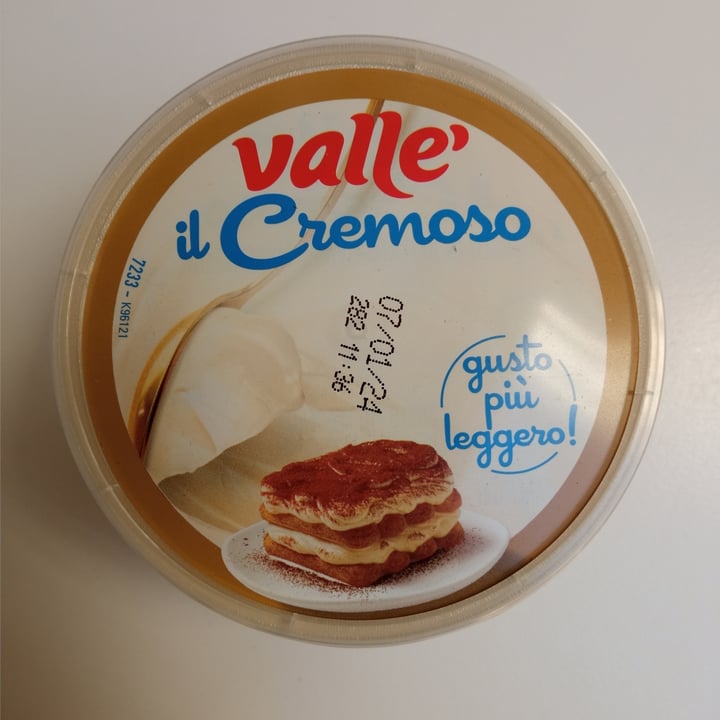 valle'
il Cremoso
7233 - K96121
07/01/24
282 11:36
gusto
più
leggero!